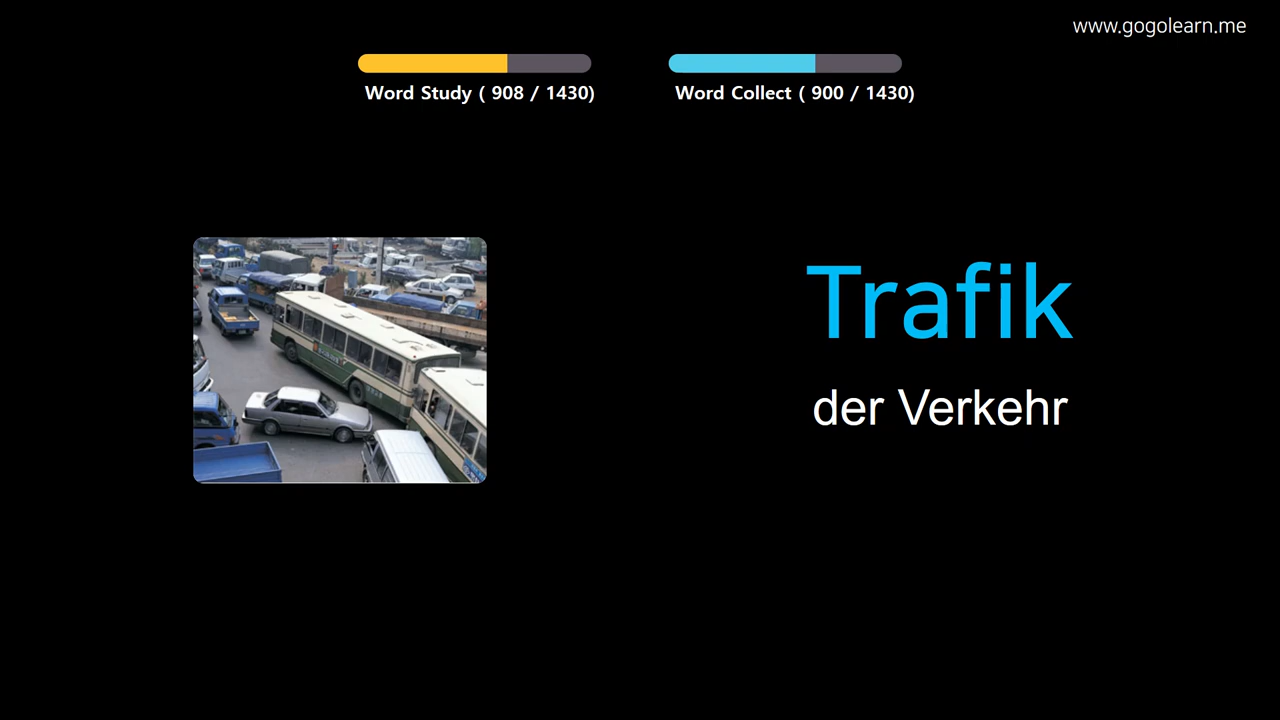 www.gogolearn.me
Word Study ( 908 / 1430)
Word Collect ( 900 / 1430)
Trafik
der Verkehr